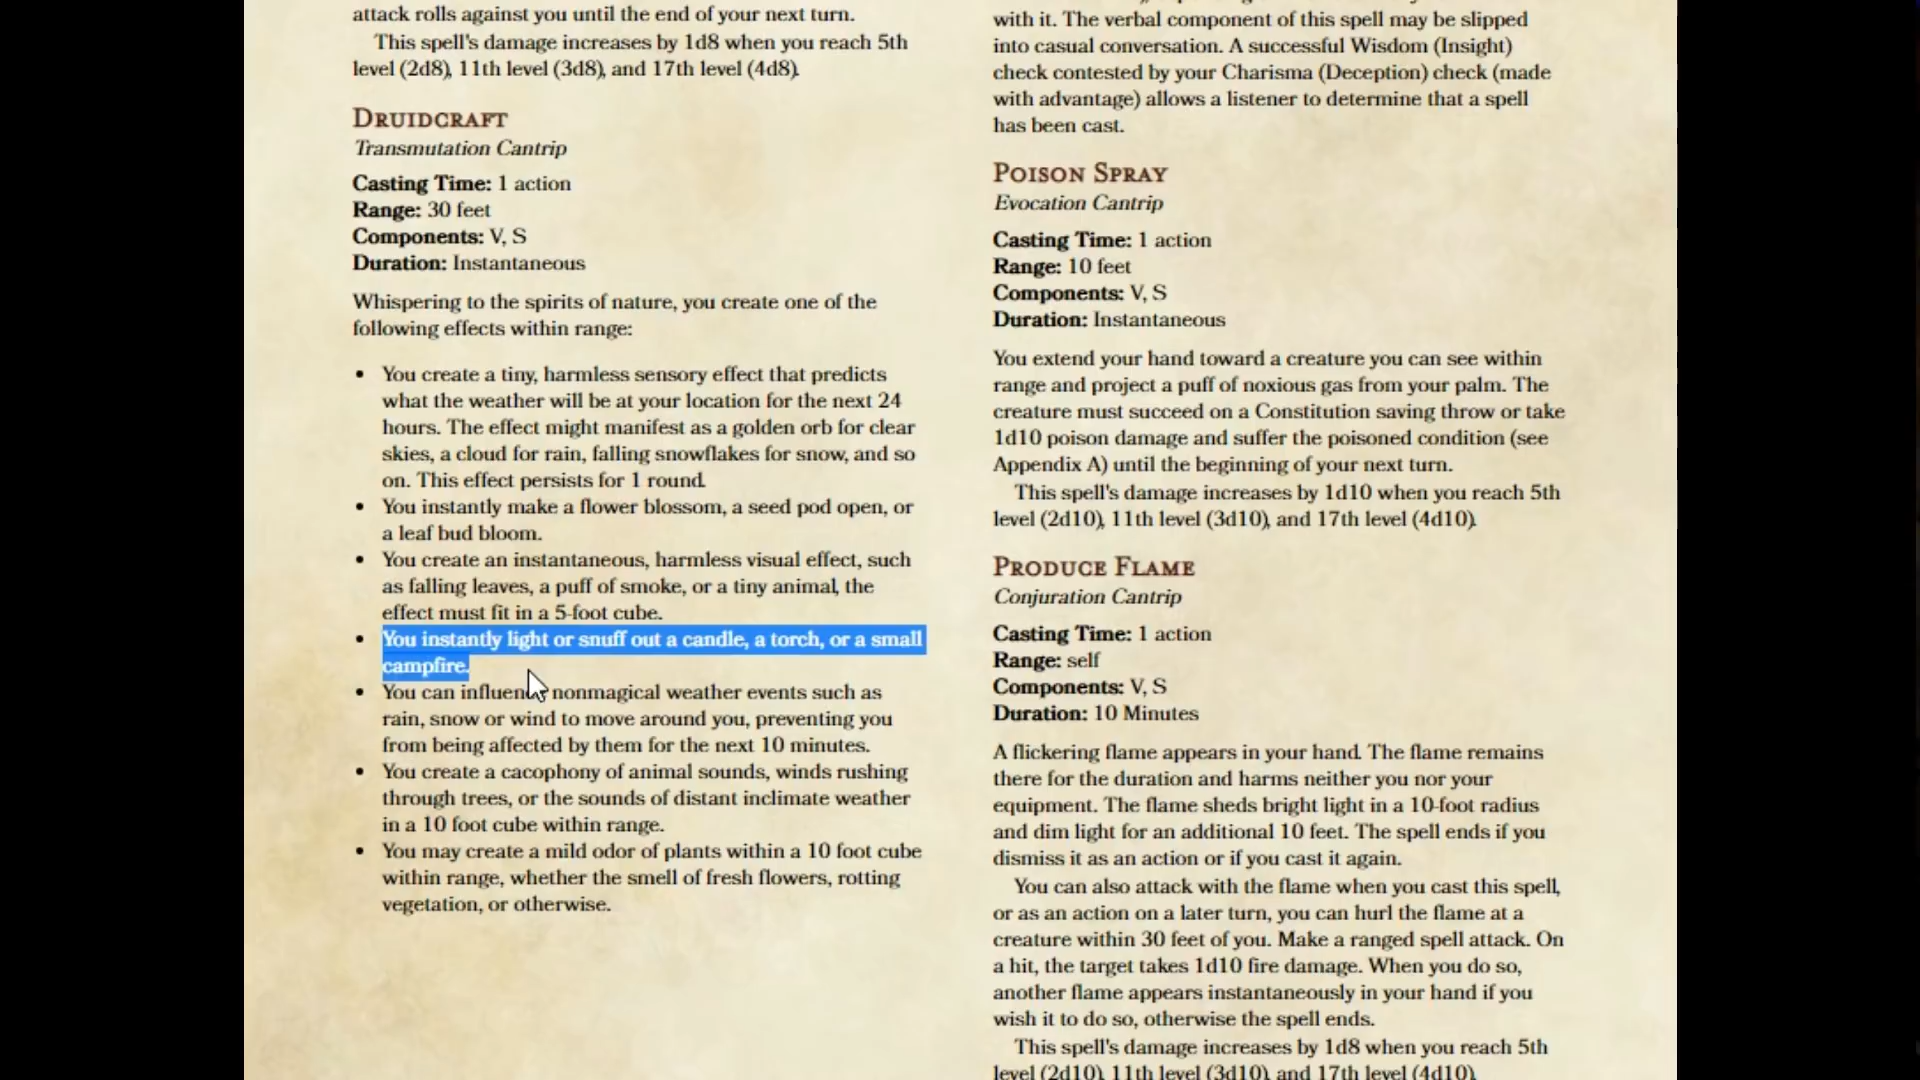 attack rolls against you until the end of your next turn.
This spell's damage increases by 1d8 when you reach 5th
level (2d8), 11th level (3d8), and 17th level (4d8).
DRUIDCRAFT
Transmutation Cantrip
Casting Time: 1 action
Range: 30 feet
Components: V, S
Duration: Instantaneous
Whispering to the spirits of nature, you create one of the
following effects within range:
• You create a tiny, harmless sensory effect that predicts
what the weather will be at your location for the next 24
hours. The effect might manifest as a golden orb for clear
skies, a cloud for rain, falling snowflakes for snow, and so
on. This effect persists for 1 round.
• You instantly make a flower blossom, a seed pod open, or
a leaf bud bloom.
• You create an instantaneous, harmless visual effect, such
as falling leaves, a puff of smoke, or a tiny animal, the
effect must fit in a 5-foot cube.
• You instantly light or snuff out a candle, a torch, or a small
campfire.
• You can influence nonmagical weather events such as
rain, snow or wind to move around you, preventing you
from being affected by them for the next 10 minutes.
• You create a cacophony of animal sounds, winds rushing
through trees, or the sounds of distant inclimate weather
in a 10 foot cube within range.
• You may create a mild odor of plants within a 10 foot cube
within range, whether the smell of fresh flowers, rotting
vegetation, or otherwise.
with it. The verbal component of this spell may be slipped
into casual conversation. A successful Wisdom (Insight)
check contested by your Charisma (Deception) check (made
with advantage) allows a listener to determine that a spell
has been cast.
POISON SPRAY
Evocation Cantrip
Casting Time: 1 action
Range: 10 feet
Components: V, S
Duration: Instantaneous
You extend your hand toward a creature you can see within
range and project a puff of noxious gas from your palm. The
creature must succeed on a Constitution saving throw or take
1d10 poison damage and suffer the poisoned condition (see
Appendix A) until the beginning of your next turn.
This spell's damage increases by 1d10 when you reach 5th
level (2d10), 11th level (3d10), and 17th level (4d10).
PRODUCE FLAME
Conjuration Cantrip
Casting Time: 1 action
Range: self
Components: V, S
Duration: 10 Minutes
A flickering flame appears in your hand. The flame remains
there for the duration and harms neither you nor your
equipment. The flame sheds bright light in a 10-foot radius
and dim light for an additional 10 feet. The spell ends if you
dismiss it as an action or if you cast it again.
You can also attack with the flame when you cast this spell,
or as an action on a later turn, you can hurl the flame at a
creature within 30 feet of you. Make a ranged spell attack. On
a hit, the target takes 1d10 fire damage. When you do so,
another flame appears instantaneously in your hand if you
wish it to do so, otherwise the spell ends.
This spell's damage increases by 1d8 when you reach 5th
level (2d10), 11th level (3d10), and 17th level (4d10).